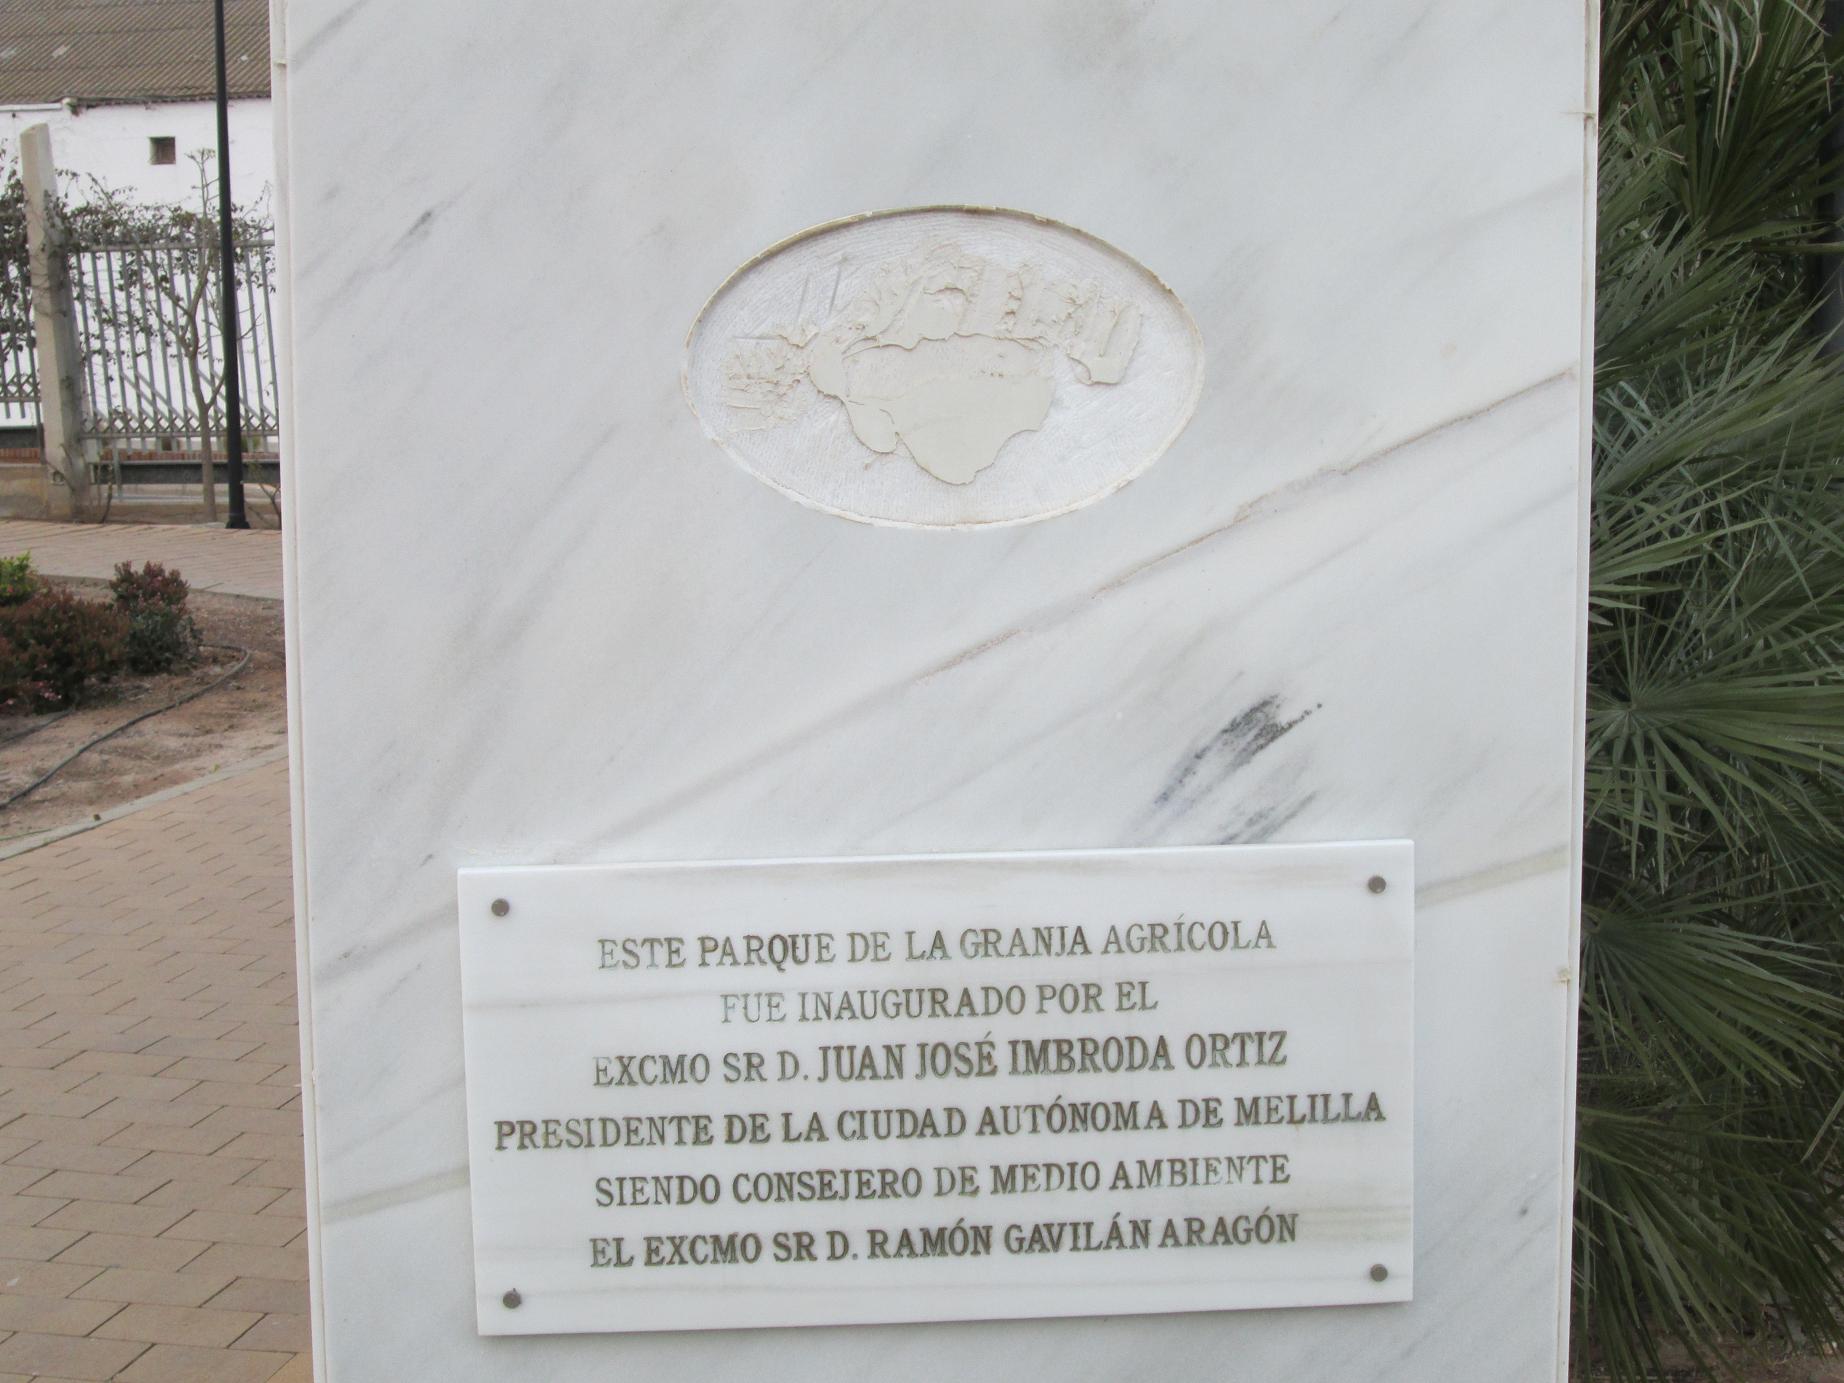 ESTE PARQUE DE LA GRANJA AGRÍCOLA
FUE INAUGURADO POR EL
EXCMO SR D. JUAN JOSÉ IMBRODA ORTIZ
PRESIDENTE DE LA CIUDAD AUTÓNOMA DE MELILLA
SIENDO CONSEJERO DE MEDIO AMBIENTE
EL EXCMO SR D. RAMÓN GAVILÁN ARAGÓN